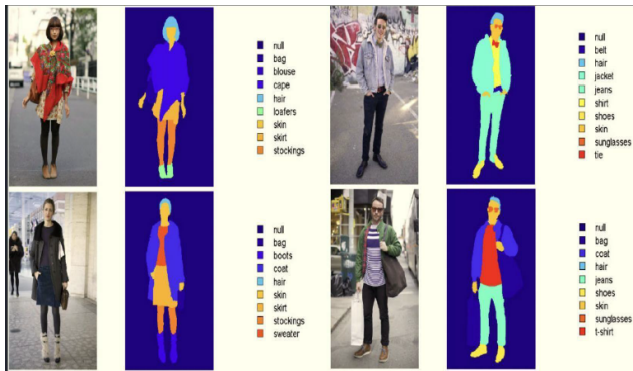 null
bag
blouse
cape
hair
loafers
skin
skirt
stockings
null
belt
hair
jacket
jeans
shirt
shoes
skin
sunglasses
tie
null
bag
boots
coat
hair
skin
skirt
stockings
sweater
null
bag
coat
hair
jeans
shoes
skin
sunglasses
t-shirt